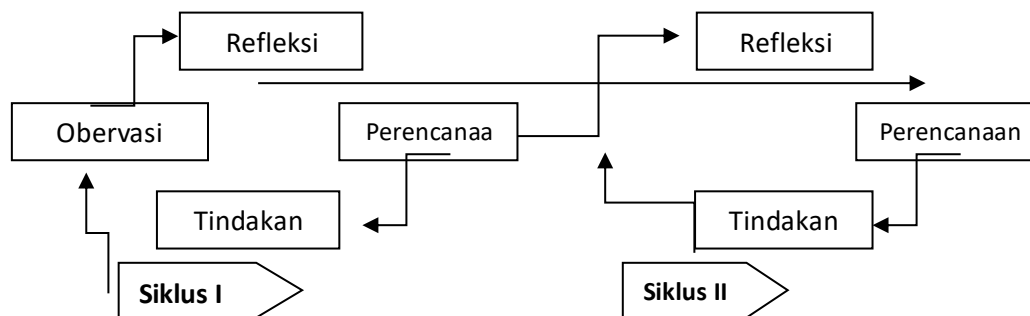 Refleksi
Refleksi
Obervasi
Perencanaa
Perencanaan
Tindakan
Tindakan
Siklus I
Siklus II